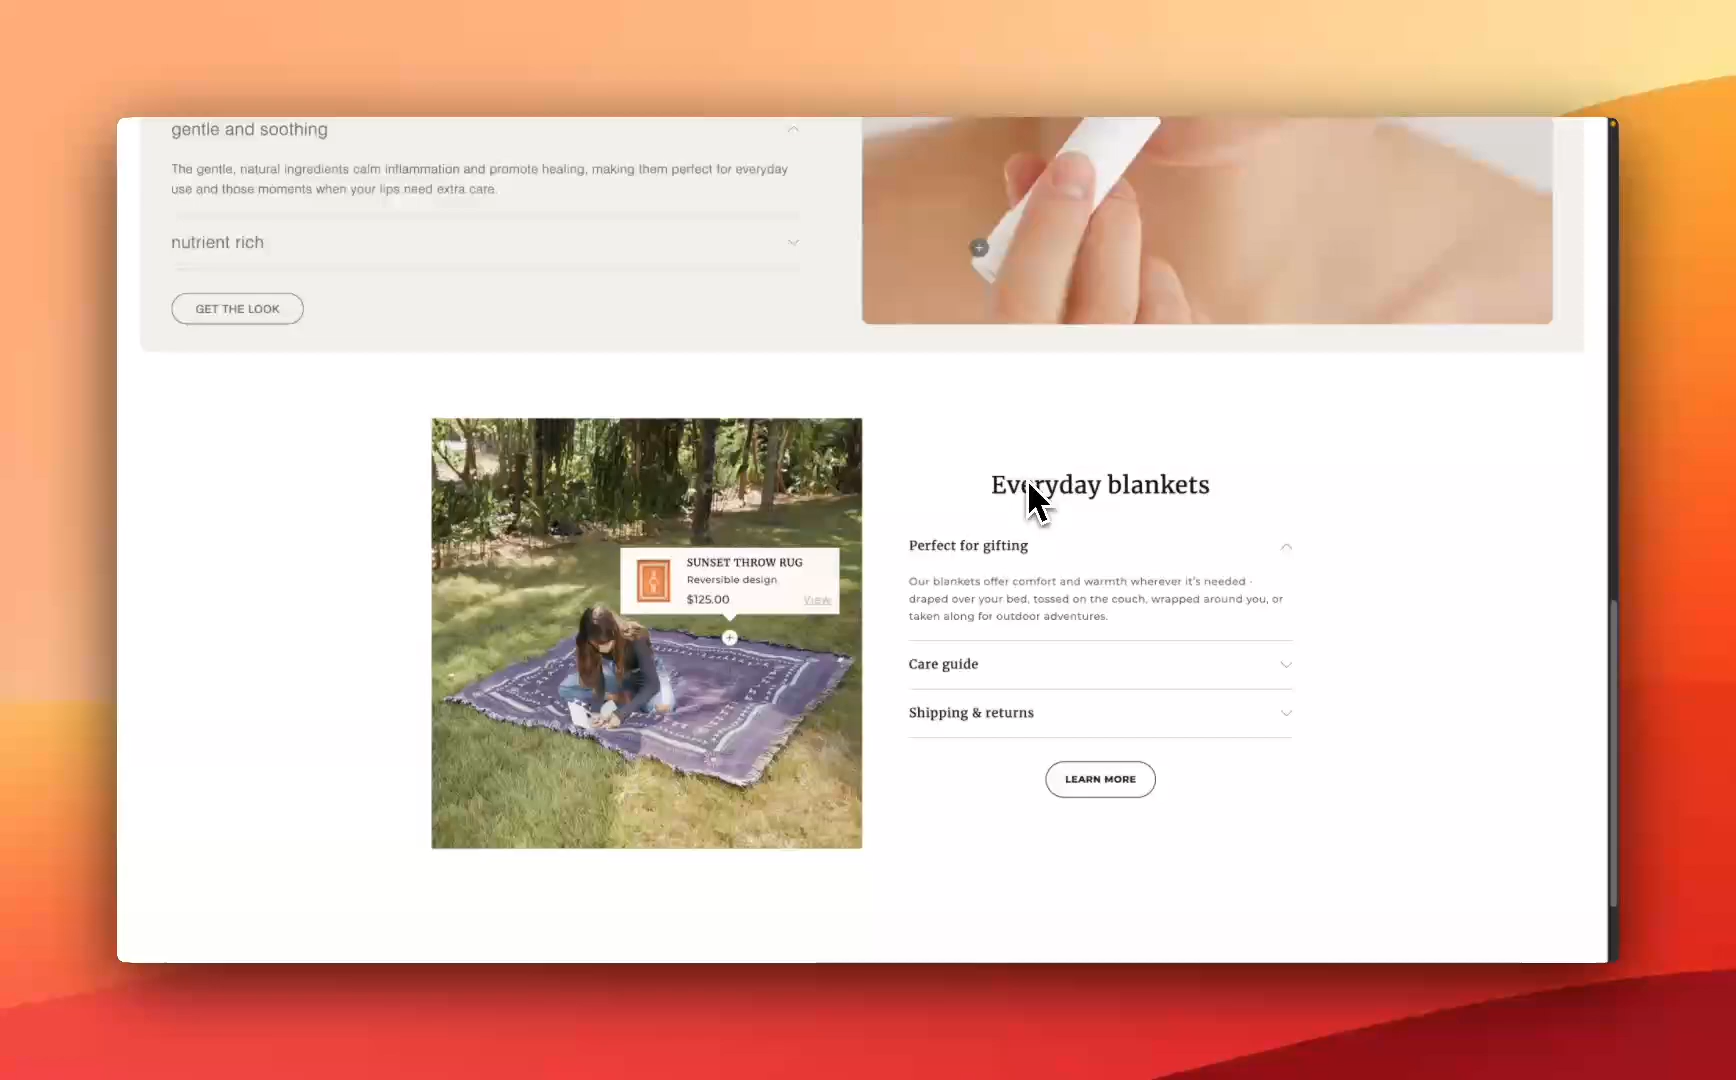 gentle and soothing
The gentle, natural ingredients calm inflammation and promote healing, making them perfect for everyday
use and those moments when your lips need extra care.
nutrient rich
GET THE LOOK
SUNSET THROW RUG
Reversible design
$125.00
View
Everyday blankets
Perfect for gifting
Our blankets offer comfort and warmth wherever it's needed -
draped over your bed, tossed on the couch, wrapped around you, or
taken along for outdoor adventures.
Care guide
Shipping & returns
LEARN MORE